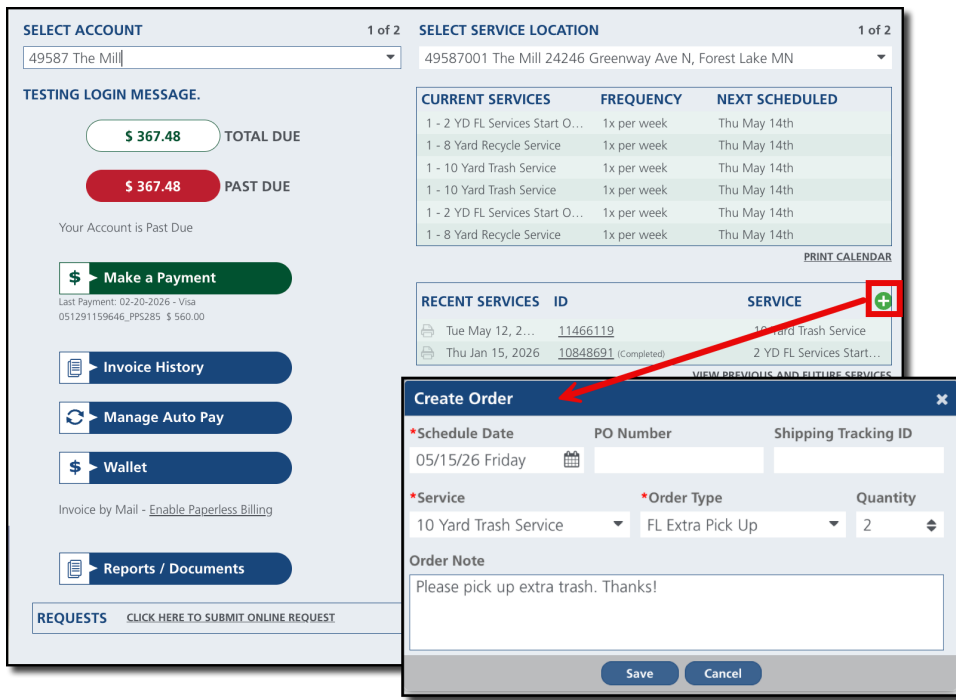 SELECT ACCOUNT 1 of 2
49587 The Mill
TESTING LOGIN MESSAGE.
$ 367.48 TOTAL DUE
$ 367.48 PAST DUE
Your Account is Past Due
$ Make a Payment
Last Payment: 02-20-2026 - Visa
051291159646_PPS285 $ 560.00
Invoice History
Manage Auto Pay
$ Wallet
Invoice by Mail - Enable Paperless Billing
Reports / Documents
REQUESTS CLICK HERE TO SUBMIT ONLINE REQUEST
SELECT SERVICE LOCATION 1 of 2
49587001 The Mill 24246 Greenway Ave N, Forest Lake MN
CURRENT SERVICES FREQUENCY NEXT SCHEDULED
1 - 2 YD FL Services Start O... 1x per week Thu May 14th
1 - 8 Yard Recycle Service 1x per week Thu May 14th
1 - 10 Yard Trash Service 1x per week Thu May 14th
1 - 10 Yard Trash Service 1x per week Thu May 14th
1 - 2 YD FL Services Start O... 1x per week Thu May 14th
1 - 8 Yard Recycle Service 1x per week Thu May 14th
PRINT CALENDAR
RECENT SERVICES ID SERVICE
Tue May 12, 2... 11466119 10 Yard Trash Service
Thu Jan 15, 2026 10848691 (Completed) 2 YD FL Services Start...
VIEW PREVIOUS AND FUTURE SERVICES
Create Order
*Schedule Date PO Number Shipping Tracking ID
05/15/26 Friday
*Service *Order Type Quantity
10 Yard Trash Service FL Extra Pick Up 2
Order Note
Please pick up extra trash. Thanks!
Save Cancel